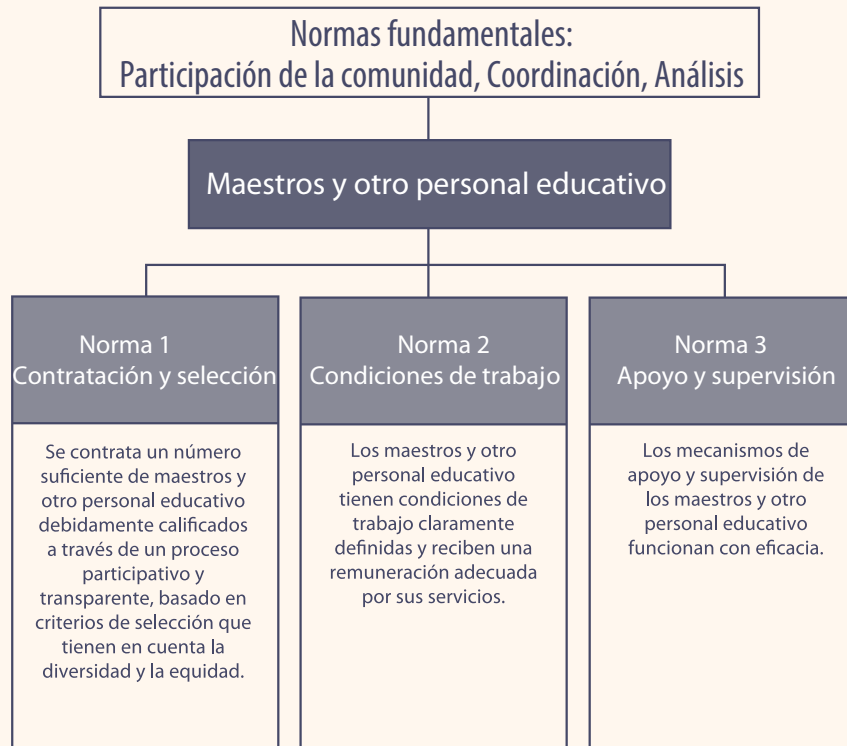 Normas fundamentales:
Participación de la comunidad, Coordinación, Análisis
Maestros y otro personal educativo
Norma 1
Contratación y selección
Se contrata un número
suficiente de maestros y
otro personal educativo
debidamente calificados
a través de un proceso
participativo y
transparente, basado en
criterios de selección que
tienen en cuenta la
diversidad y la equidad.
Norma 2
Condiciones de trabajo
Los maestros y otro
personal educativo
tienen condiciones de
trabajo claramente
definidas y reciben una
remuneración adecuada
por sus servicios.
Norma 3
Apoyo y supervisión
Los mecanismos de
apoyo y supervisión de
los maestros y otro
personal educativo
funcionan con eficacia.